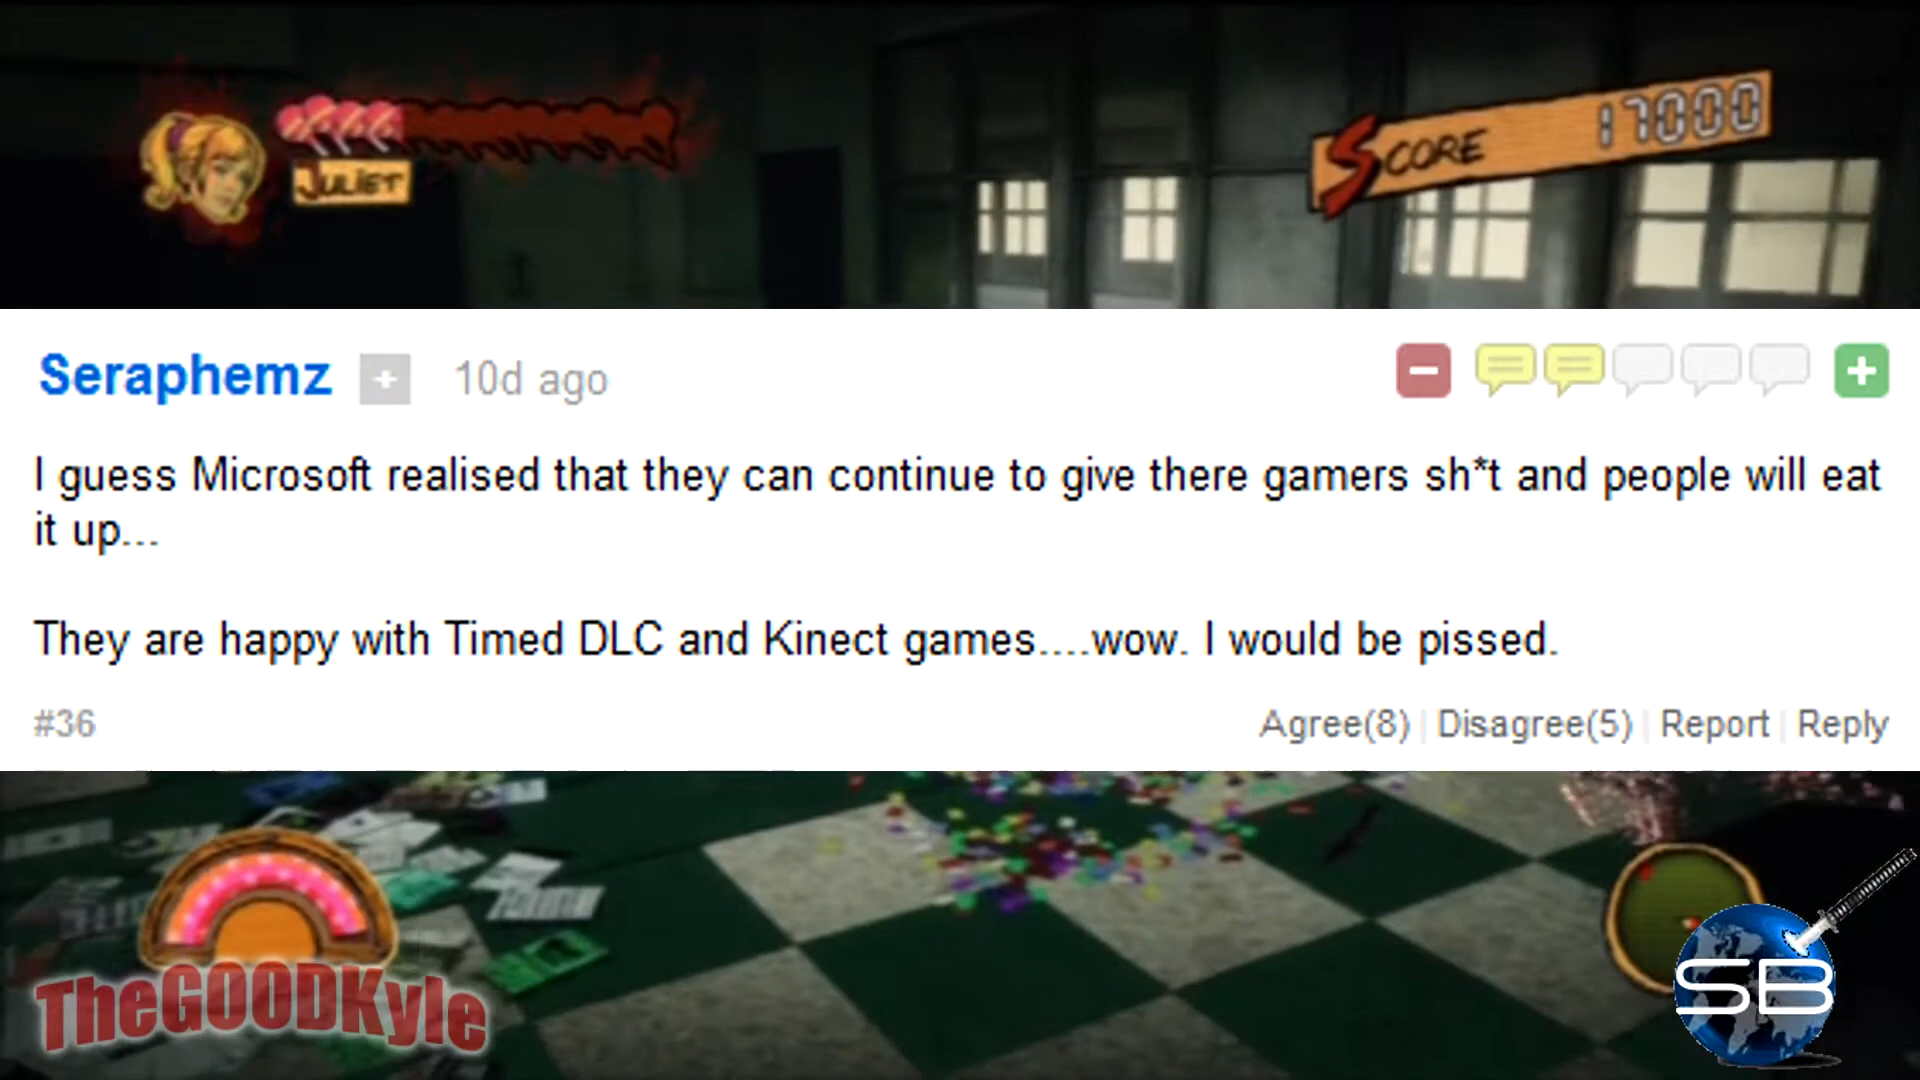 JULIET
SCORE 17000
Seraphemz + 10d ago
I guess Microsoft realised that they can continue to give there gamers sh*t and people will eat
it up...
They are happy with Timed DLC and Kinect games....wow. I would be pissed.
#36
Agree(8) | Disagree(5) | Report | Reply
TheGOODKyle
SB